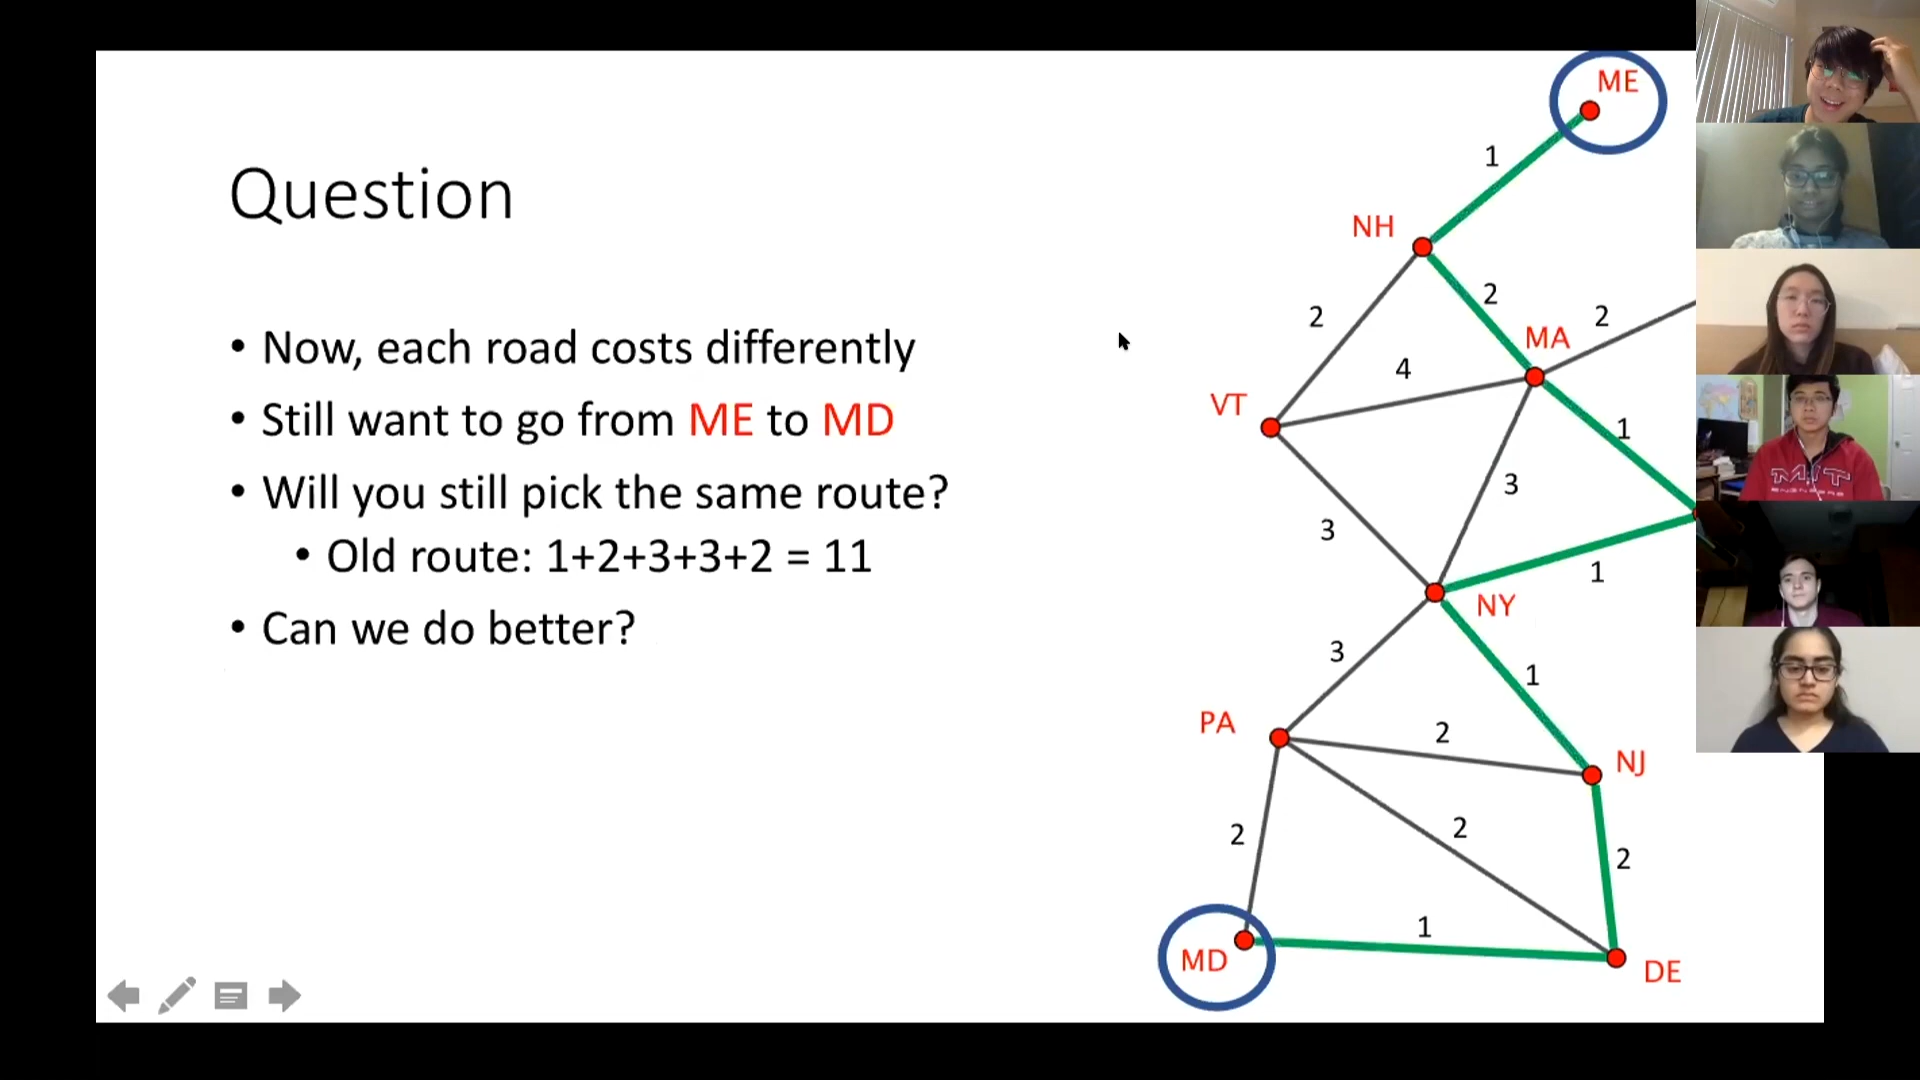 Question
• Now, each road costs differently
• Still want to go from ME to MD
• Will you still pick the same route?
• Old route: 1+2+3+3+2 = 11
• Can we do better?
ME
1
NH
2
2
2
MA
4
VT
1
3
3
1
NY
3
1
PA
2
NJ
2
2
2
1
MD
DE
MIT